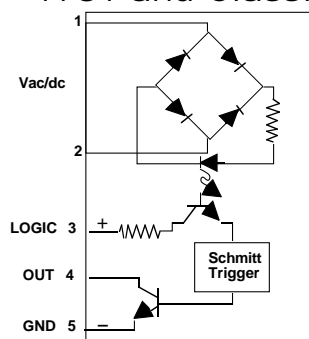 1
Vac/dc
2
LOGIC 3 +
Schmitt
Trigger
OUT 4
GND 5 −